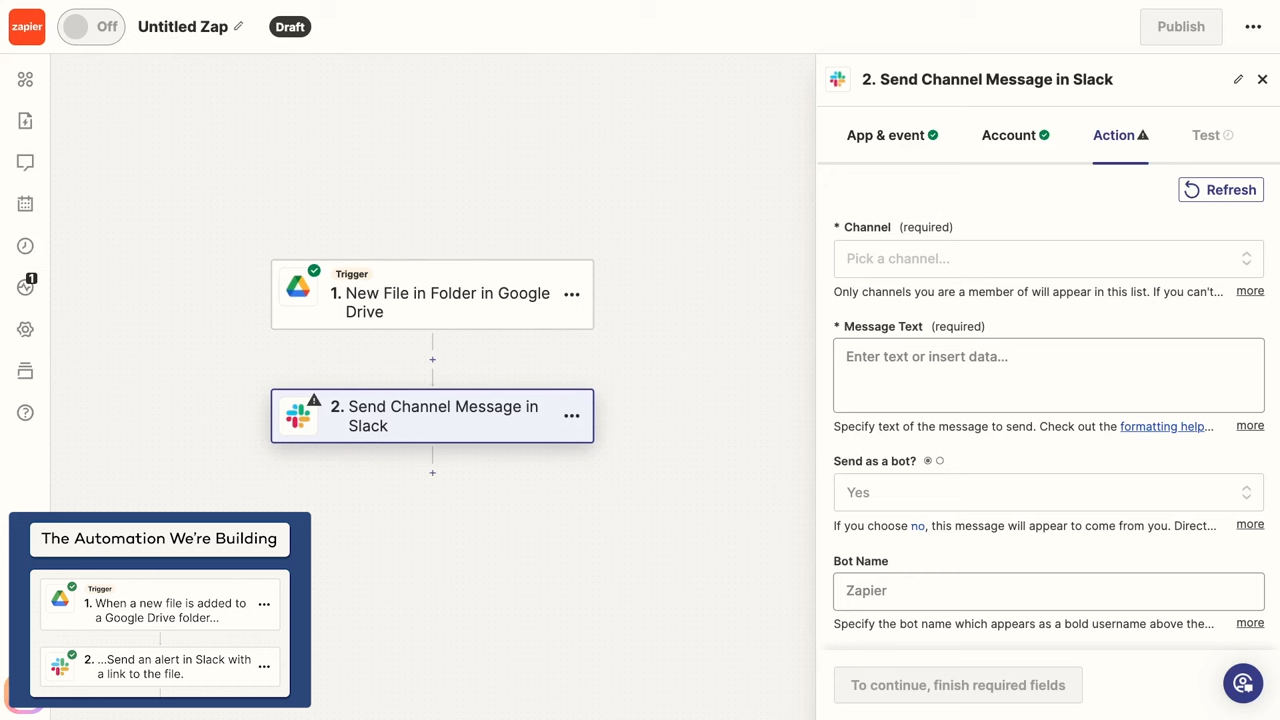 zapier
Off
Untitled Zap
Draft
Publish
2. Send Channel Message in Slack
App & event
Account
Action
Test
Refresh
* Channel (required)
Pick a channel...
Only channels you are a member of will appear in this list. If you can't... more
* Message Text (required)
Enter text or insert data...
Specify text of the message to send. Check out the formatting help... more
Send as a bot?
Yes
If you choose no, this message will appear to come from you. Direct... more
Bot Name
Zapier
Specify the bot name which appears as a bold username above the... more
To continue, finish required fields
1
Trigger
1. New File in Folder in Google
Drive
+
2. Send Channel Message in
Slack
+
The Automation We're Building
Trigger
1. When a new file is added to
a Google Drive folder...
2. ...Send an alert in Slack with
a link to the file.